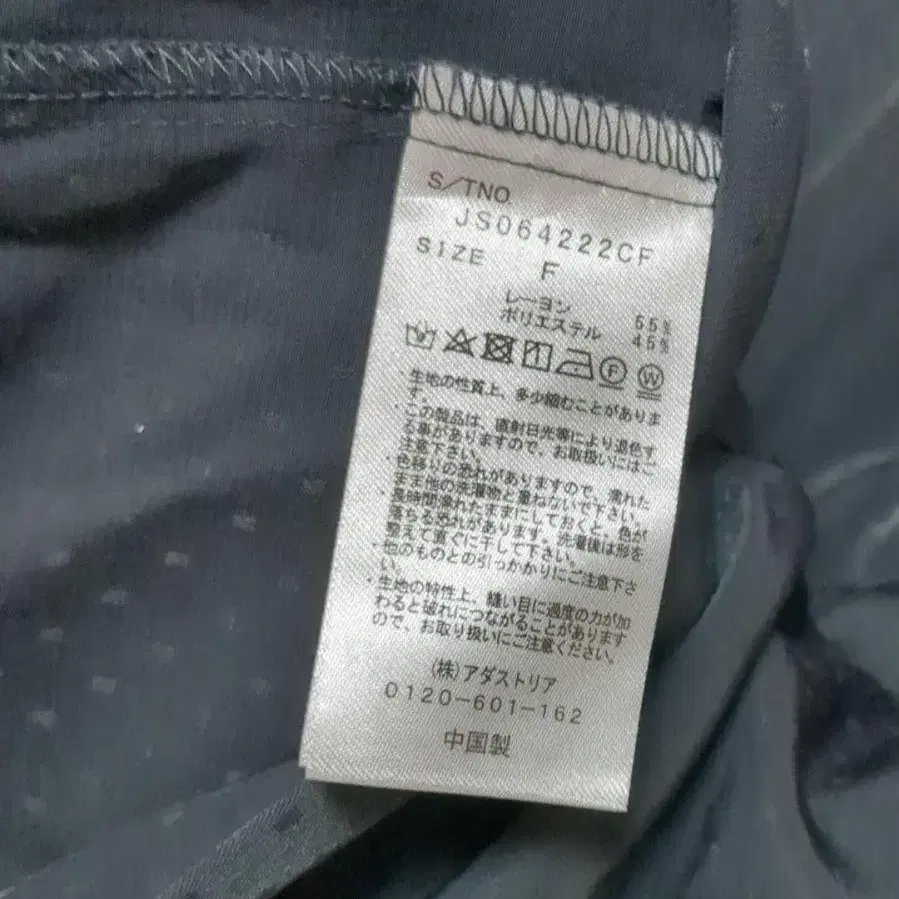 S/TNO
JS064222CF
SIZE F
レーヨン 55%
ポリエステル 45%
F W
・生地の性質上、多少縮むことがありま
す。
・この製品は、直射日光等により退色す
る事がありますので、お取扱いにはご
注意下さい。
・色移りの恐れがありますので、濡れた
まま他の洗濯物と重ねないで下さい。
・長時間濡れたままにしておくと、色が
落ちる恐れがあります。洗濯後は形を
整えて直ぐに干して下さい。
・他のものとの引っかかりにご注意下さ
い。
・生地の特性上、縫い目に過度の力が加
わると破れにつながることがあります
ので、お取り扱いにご注意ください。
(株)アダストリア
0120-601-162
中国製